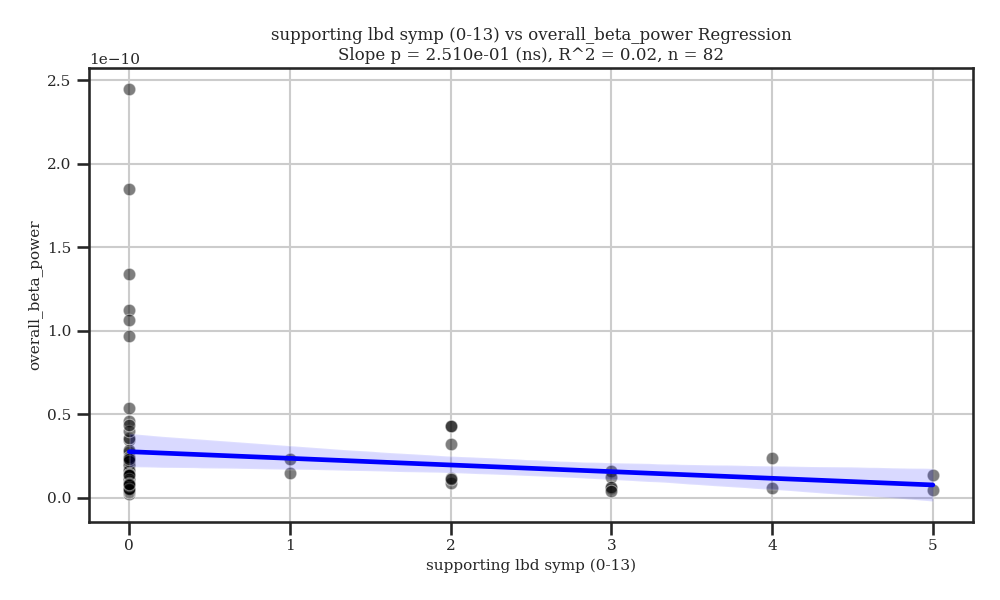 supporting lbd symp (0-13) vs overall_beta_power Regression
Slope p = 2.510e-01 (ns), R^2 = 0.02, n = 82
1e−10
2.5
2.0
1.5
1.0
0.5
0.0
overall_beta_power
0 1 2 3 4 5
supporting lbd symp (0-13)